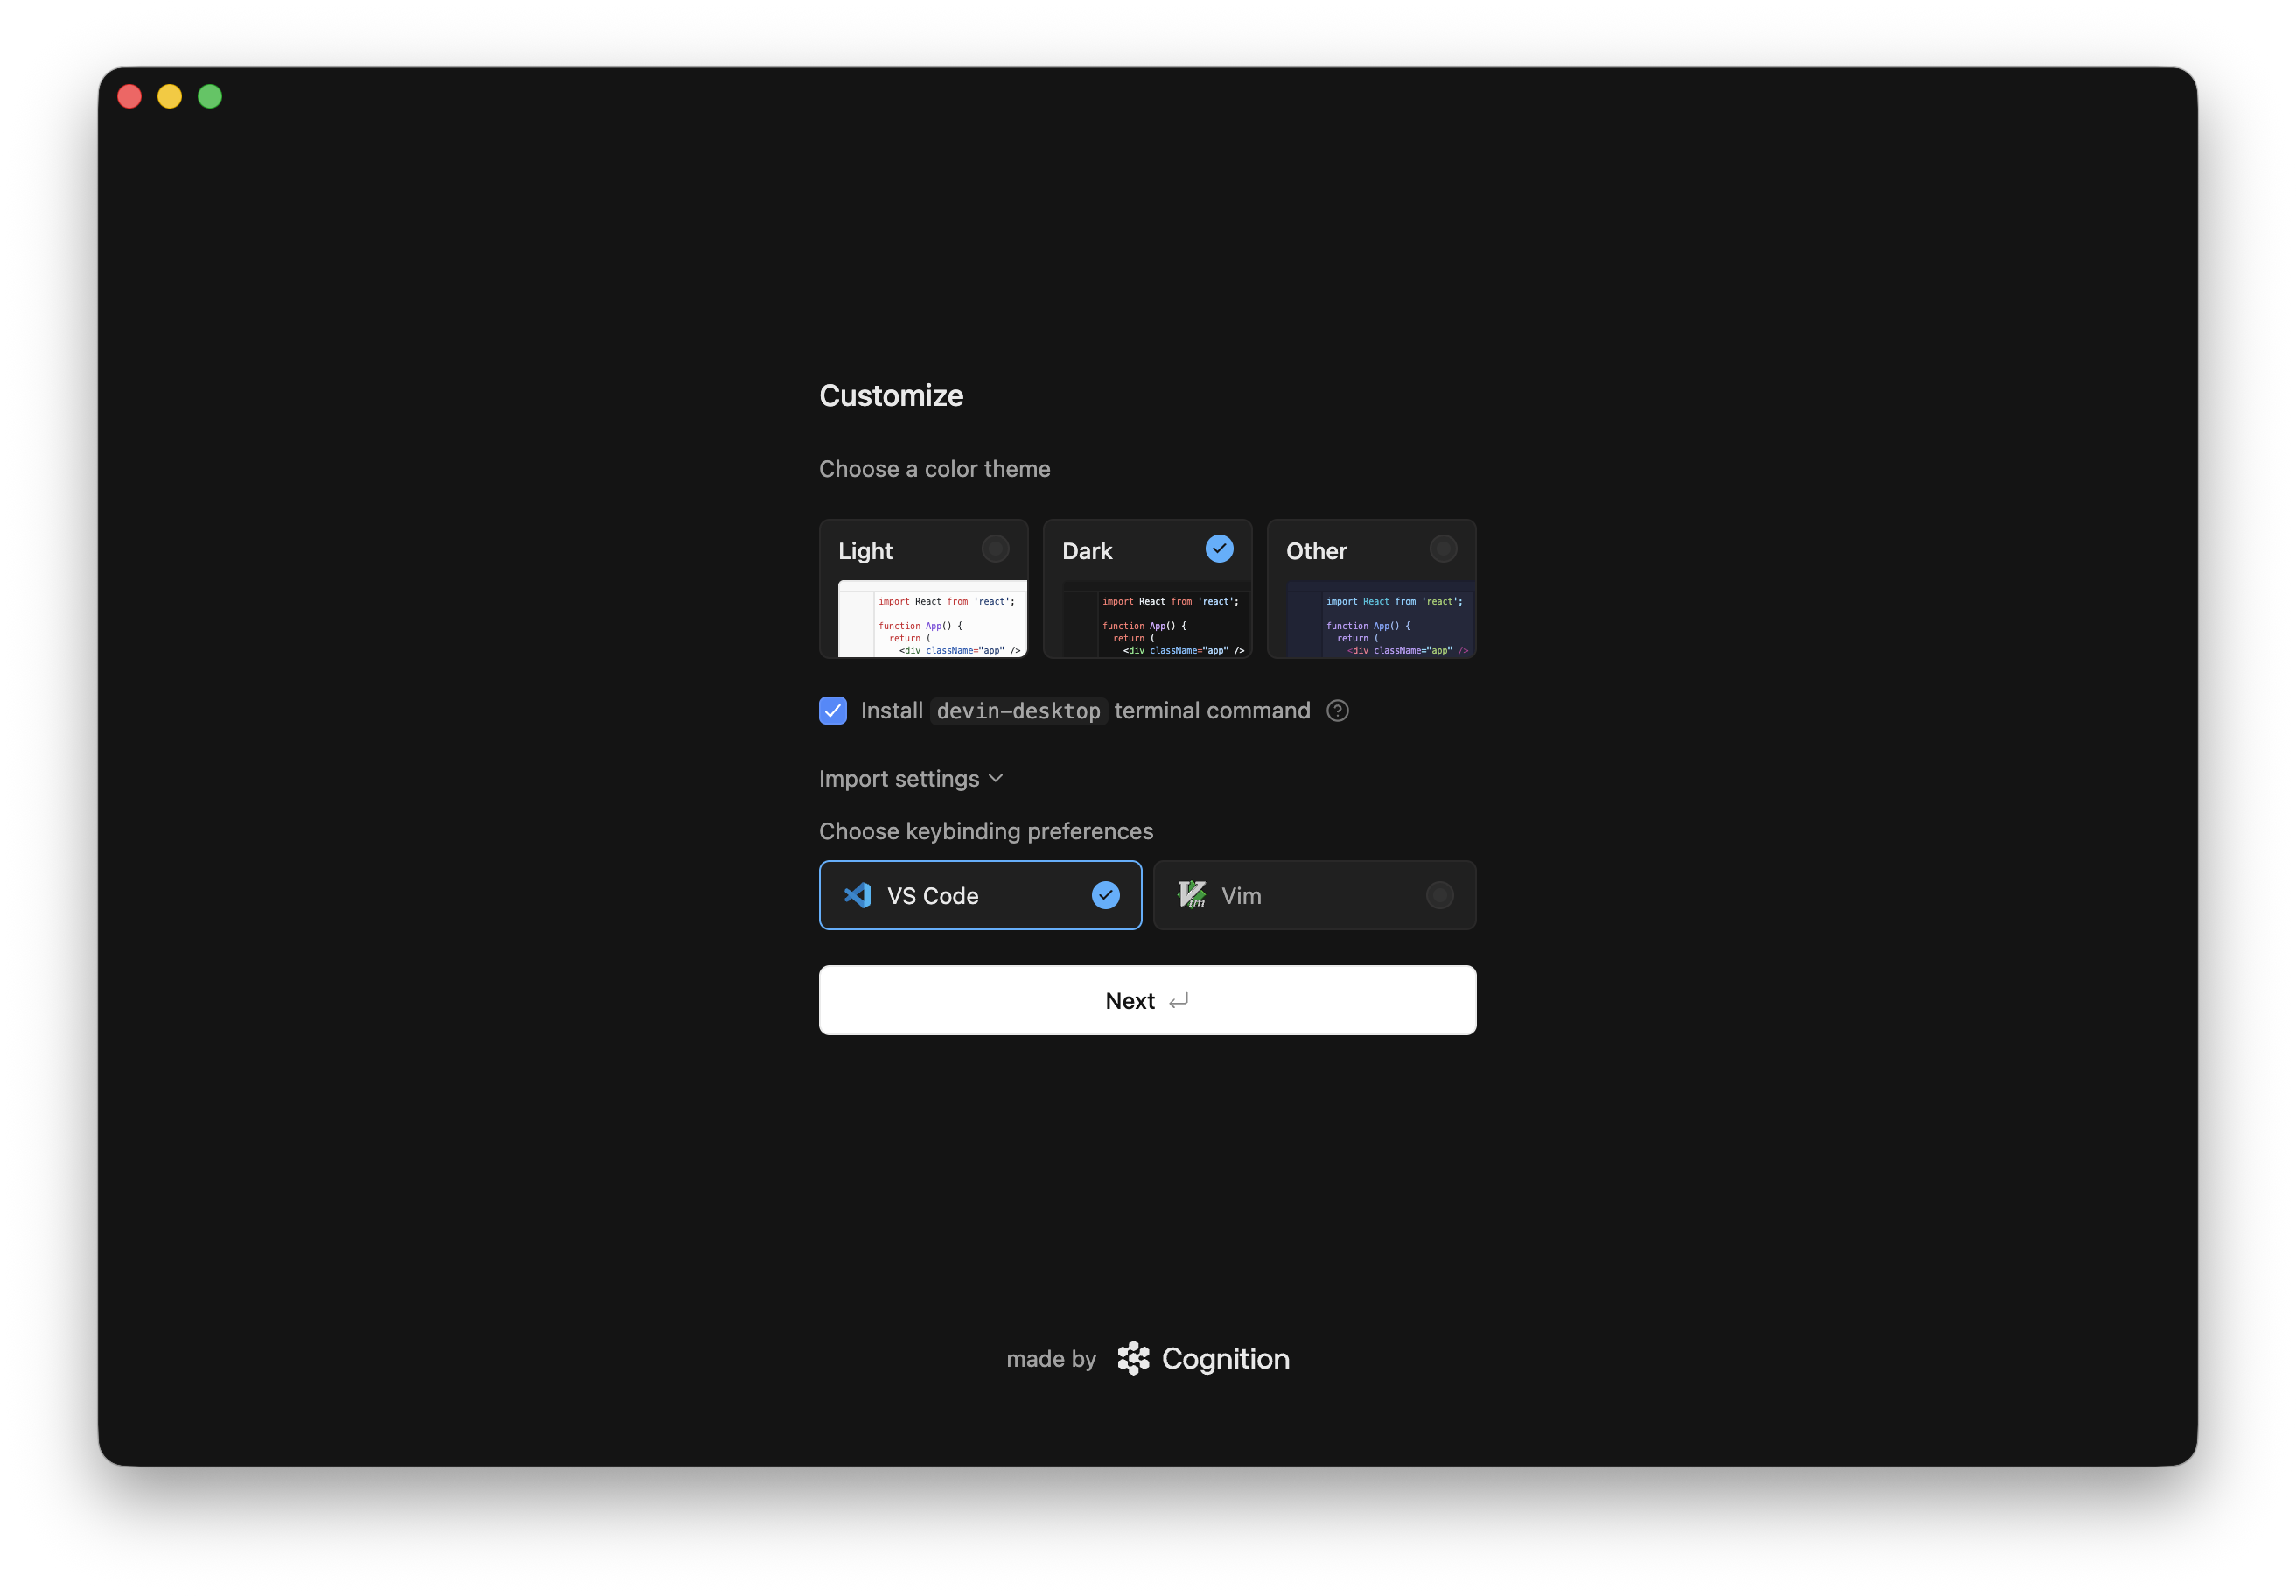 Customize
Choose a color theme
Light
import React from 'react';
function App() {
return (
<div className="app" />
Dark
import React from 'react';
function App() {
return (
<div className="app" />
Other
import React from 'react';
function App() {
return (
<div className="app" />
Install devin-desktop terminal command
Import settings
Choose keybinding preferences
VS Code
Vim
Next
made by Cognition